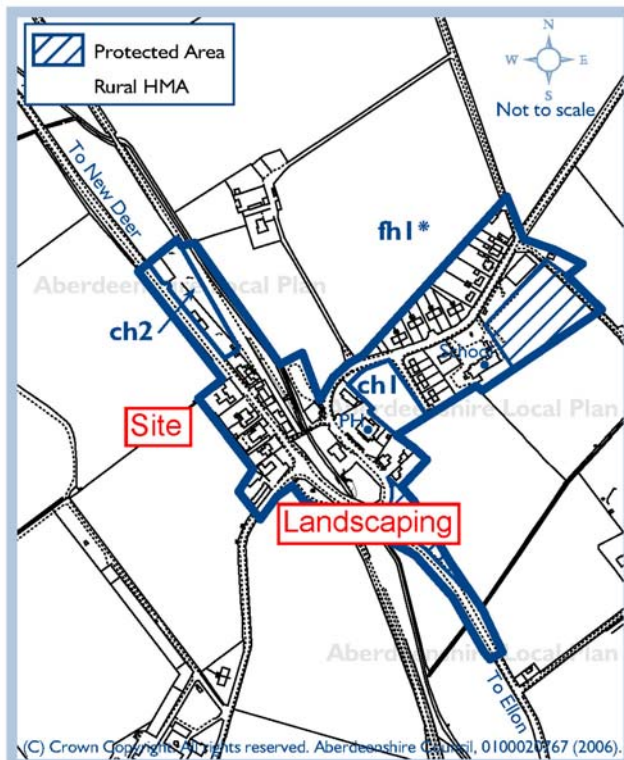 Protected Area
Rural HMA
N
W E
S
Not to scale
To New Deer
fh1*
Aberdeenshire Local Plan
ch2
School
ch1
Aberdeenshire Local Plan
Site
PH
Landscaping
Aberdeenshire Local Plan
To Ellon
(C) Crown Copyright. All rights reserved. Aberdeenshire Council, 0100020767 (2006).